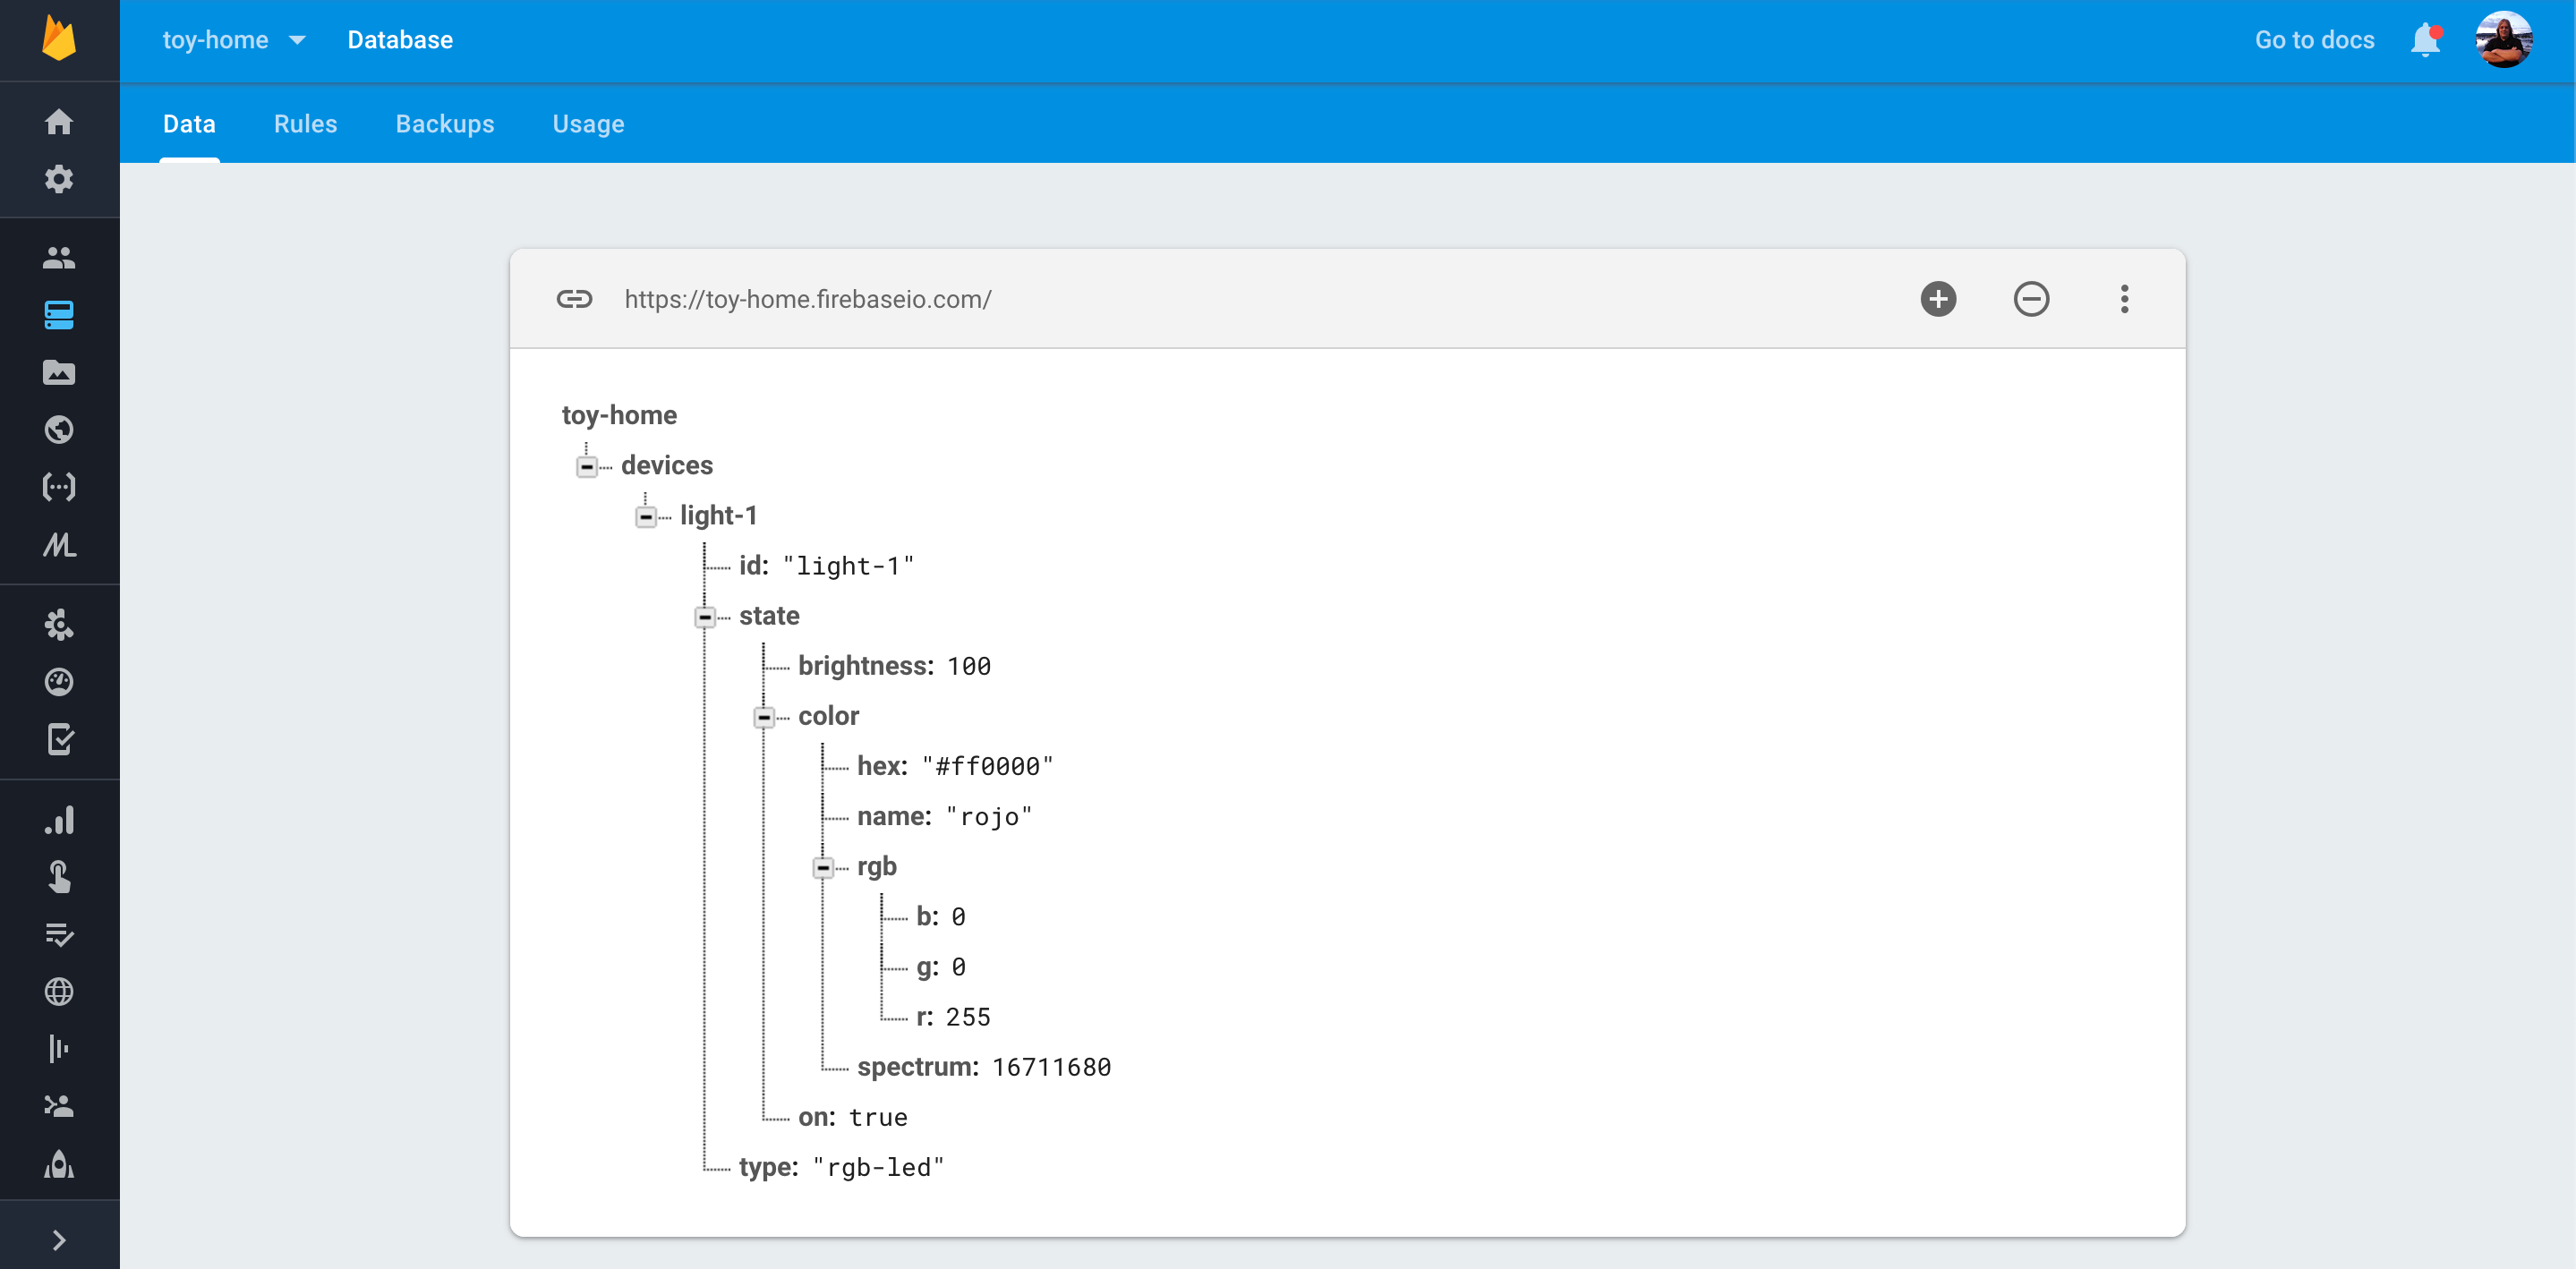 toy-home Database Go to docs
Data Rules Backups Usage
https://toy-home.firebaseio.com/
toy-home
devices
light-1
id: "light-1"
state
brightness: 100
color
hex: "#ff0000"
name: "rojo"
rgb
b: 0
g: 0
r: 255
spectrum: 16711680
on: true
type: "rgb-led"